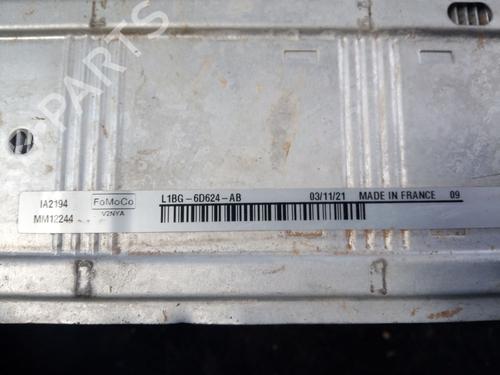 B-PARTS
IA2194 FoMoCo L1BG-6D624-AB 03/11/21 MADE IN FRANCE 09
MM12244 V2NYA